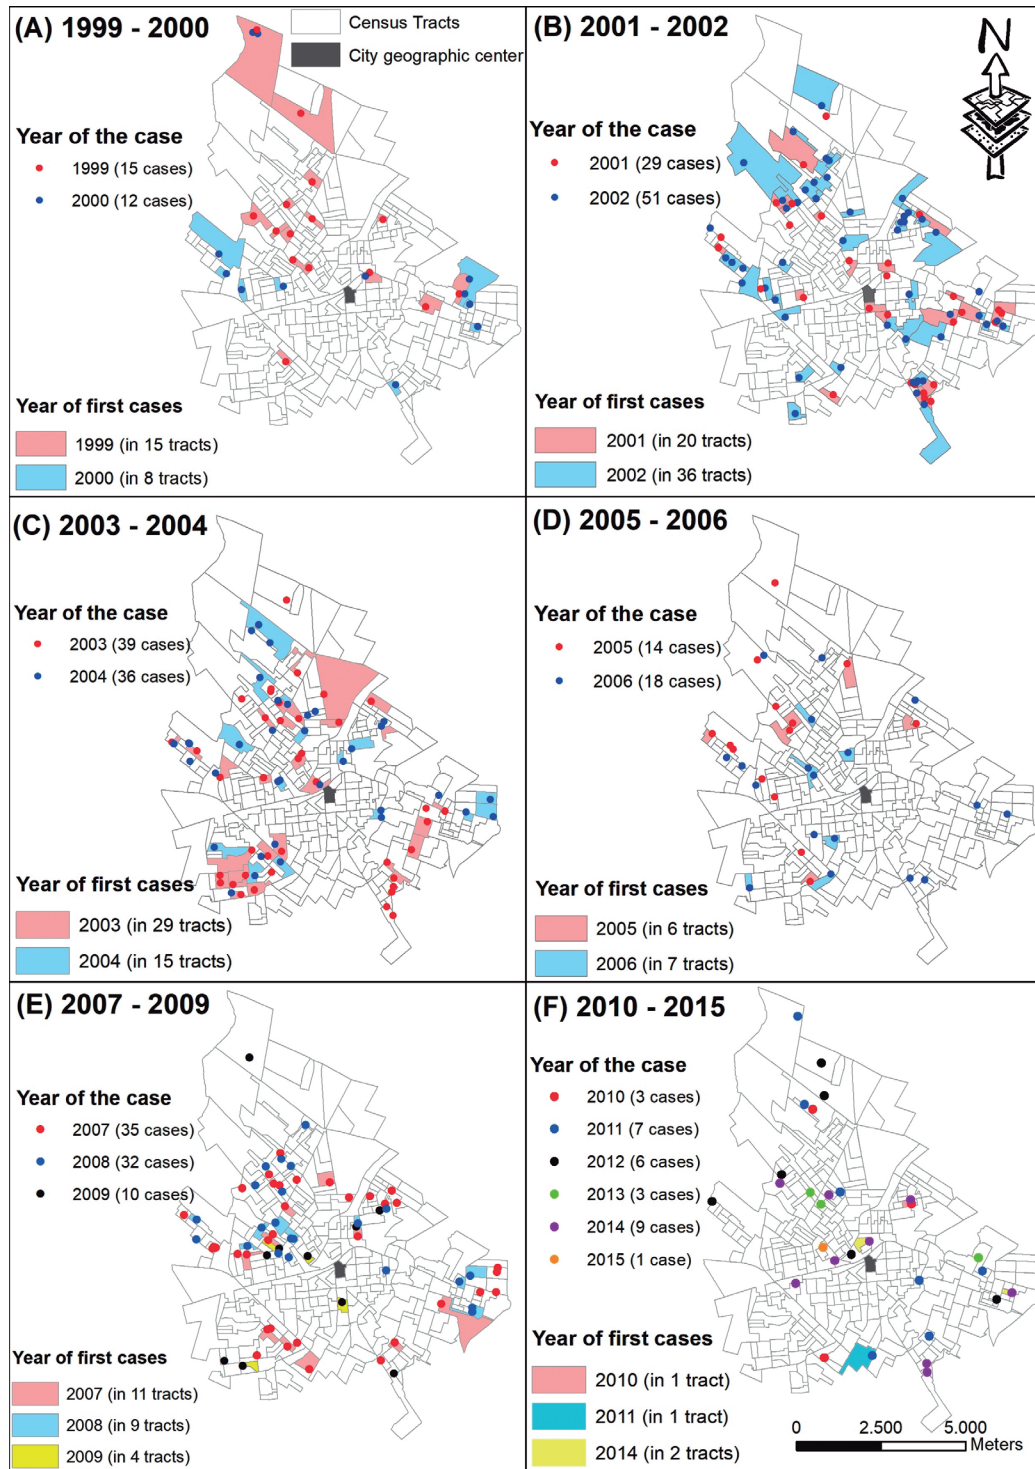 (A) 1999 - 2000
Census Tracts
City geographic center
Year of the case
1999 (15 cases)
2000 (12 cases)
Year of first cases
1999 (in 15 tracts)
2000 (in 8 tracts)
(B) 2001 - 2002
N
Year of the case
2001 (29 cases)
2002 (51 cases)
Year of first cases
2001 (in 20 tracts)
2002 (in 36 tracts)
(C) 2003 - 2004
Year of the case
2003 (39 cases)
2004 (36 cases)
Year of first cases
2003 (in 29 tracts)
2004 (in 15 tracts)
(D) 2005 - 2006
Year of the case
2005 (14 cases)
2006 (18 cases)
Year of first cases
2005 (in 6 tracts)
2006 (in 7 tracts)
(E) 2007 - 2009
Year of the case
2007 (35 cases)
2008 (32 cases)
2009 (10 cases)
Year of first cases
2007 (in 11 tracts)
2008 (in 9 tracts)
2009 (in 4 tracts)
(F) 2010 - 2015
Year of the case
2010 (3 cases)
2011 (7 cases)
2012 (6 cases)
2013 (3 cases)
2014 (9 cases)
2015 (1 case)
Year of first cases
2010 (in 1 tract)
2011 (in 1 tract)
2014 (in 2 tracts)
0 2.500 5.000
Meters